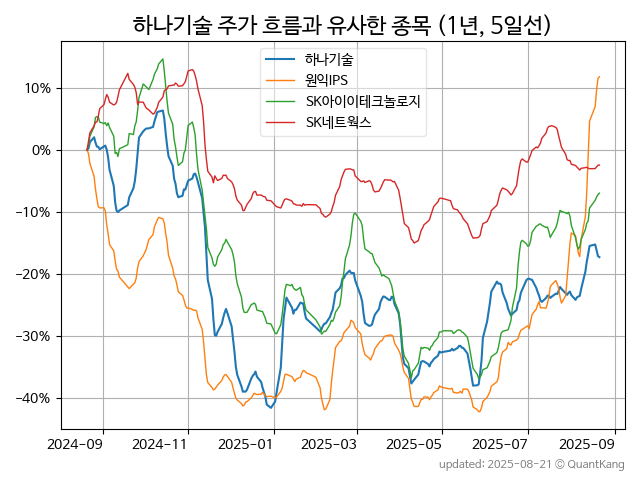 하나기술 주가 흐름과 유사한 종목 (1년, 5일선)
하나기술
원익IPS
SK아이이테크놀로지
SK네트웍스
10%
0%
−10%
−20%
−30%
−40%
2024-09
2024-11
2025-01
2025-03
2025-05
2025-07
2025-09
updated: 2025-08-21 © QuantKang